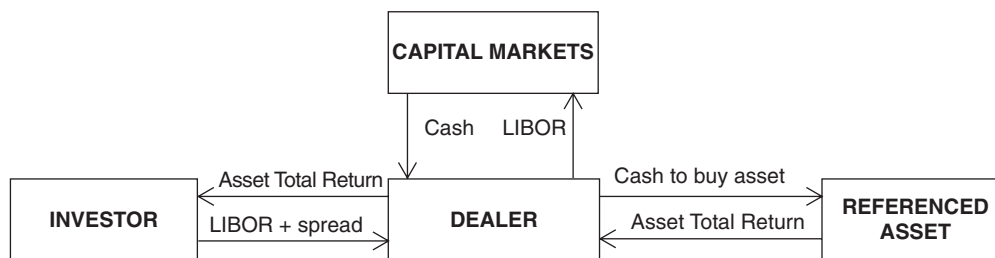 CAPITAL MARKETS
Cash LIBOR
Asset Total Return
Cash to buy asset
INVESTOR
LIBOR + spread
DEALER
Asset Total Return
REFERENCED
ASSET